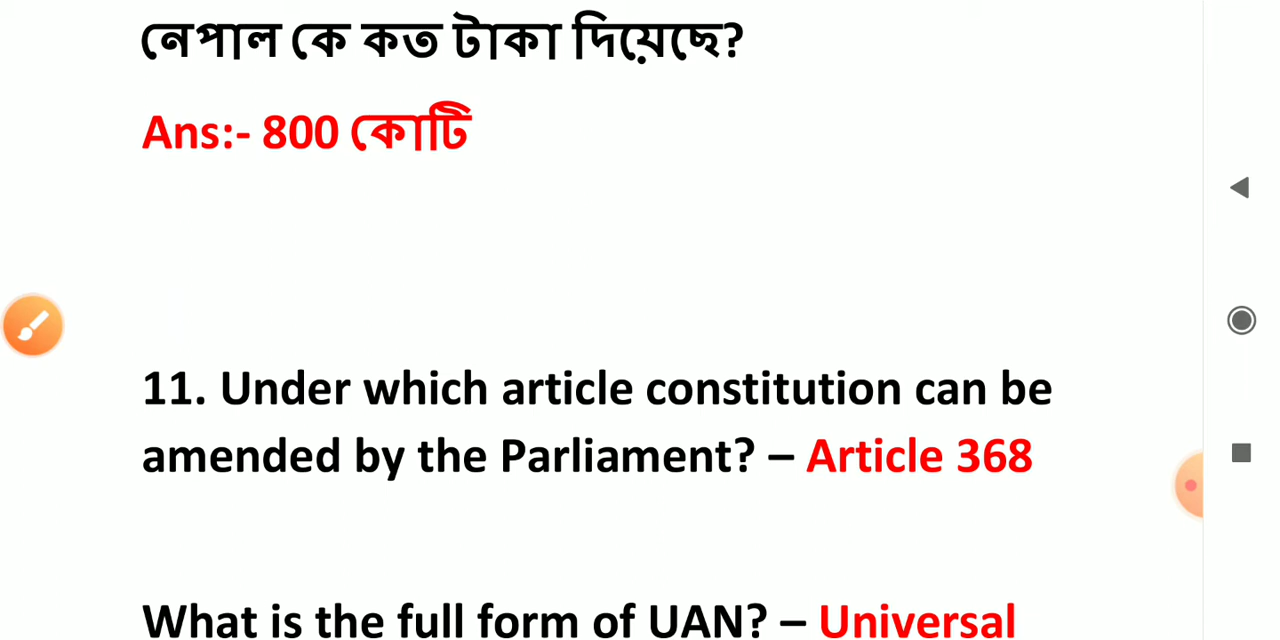 নেপাল কে কত টাকা দিয়েছে?
Ans:- 800 কোটি
11. Under which article constitution can be
amended by the Parliament? – Article 368
What is the full form of UAN? – Universal